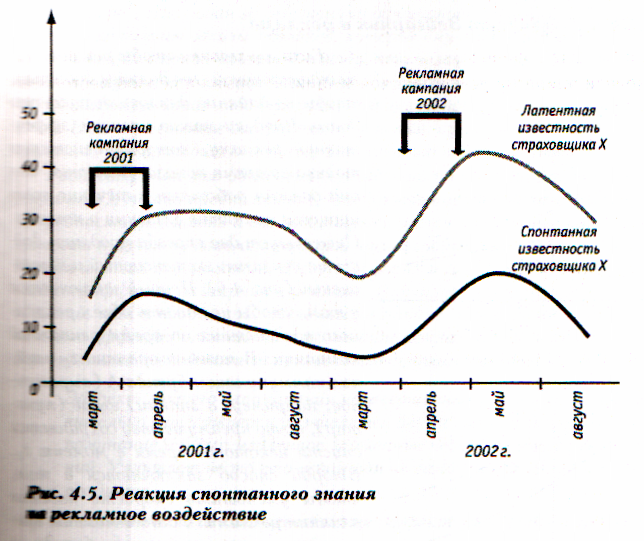 Рекламная
кампания
2002
50
Латентная
известность
страховщика X
Рекламная
кампания
2001
40
30
Спонтанная
известность
страховщика X
20
10
0
март
апрель
май
август
март
апрель
май
август
2001 г.
2002 г.
Рис. 4.5. Реакция спонтанного знания
на рекламное воздействие